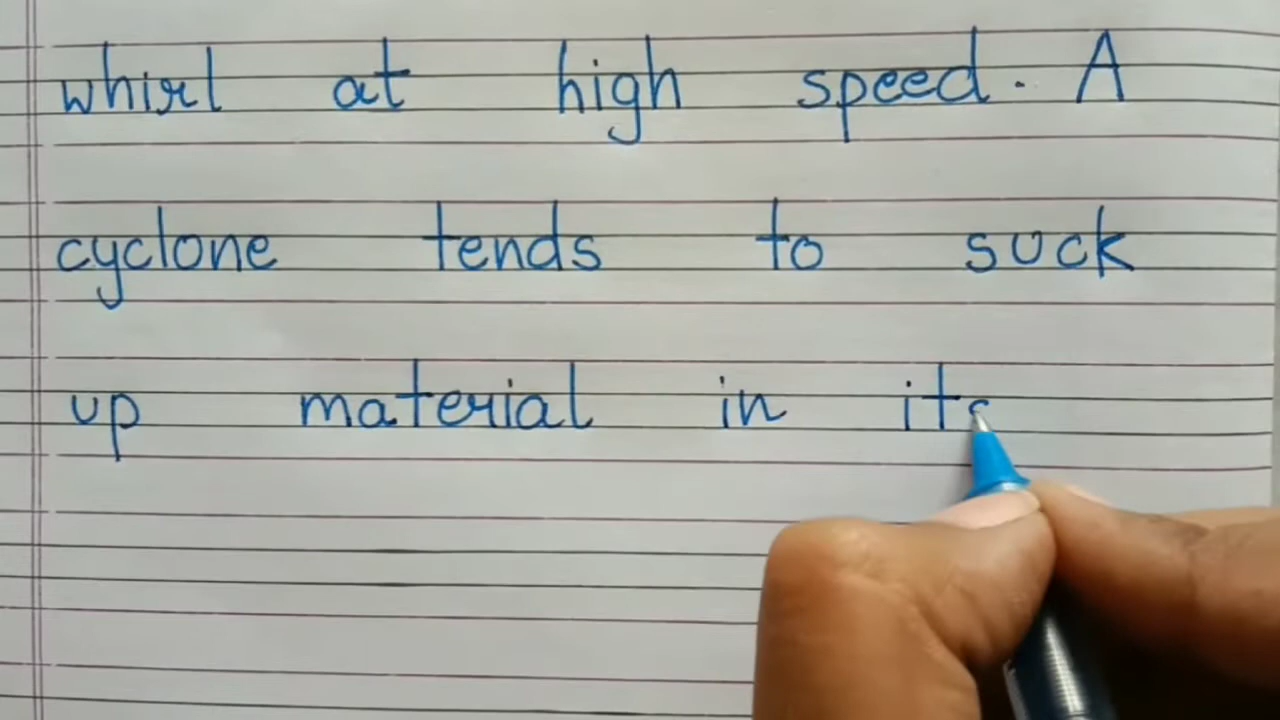 whirl at high speed. A
cyclone tends to suck
up material in its